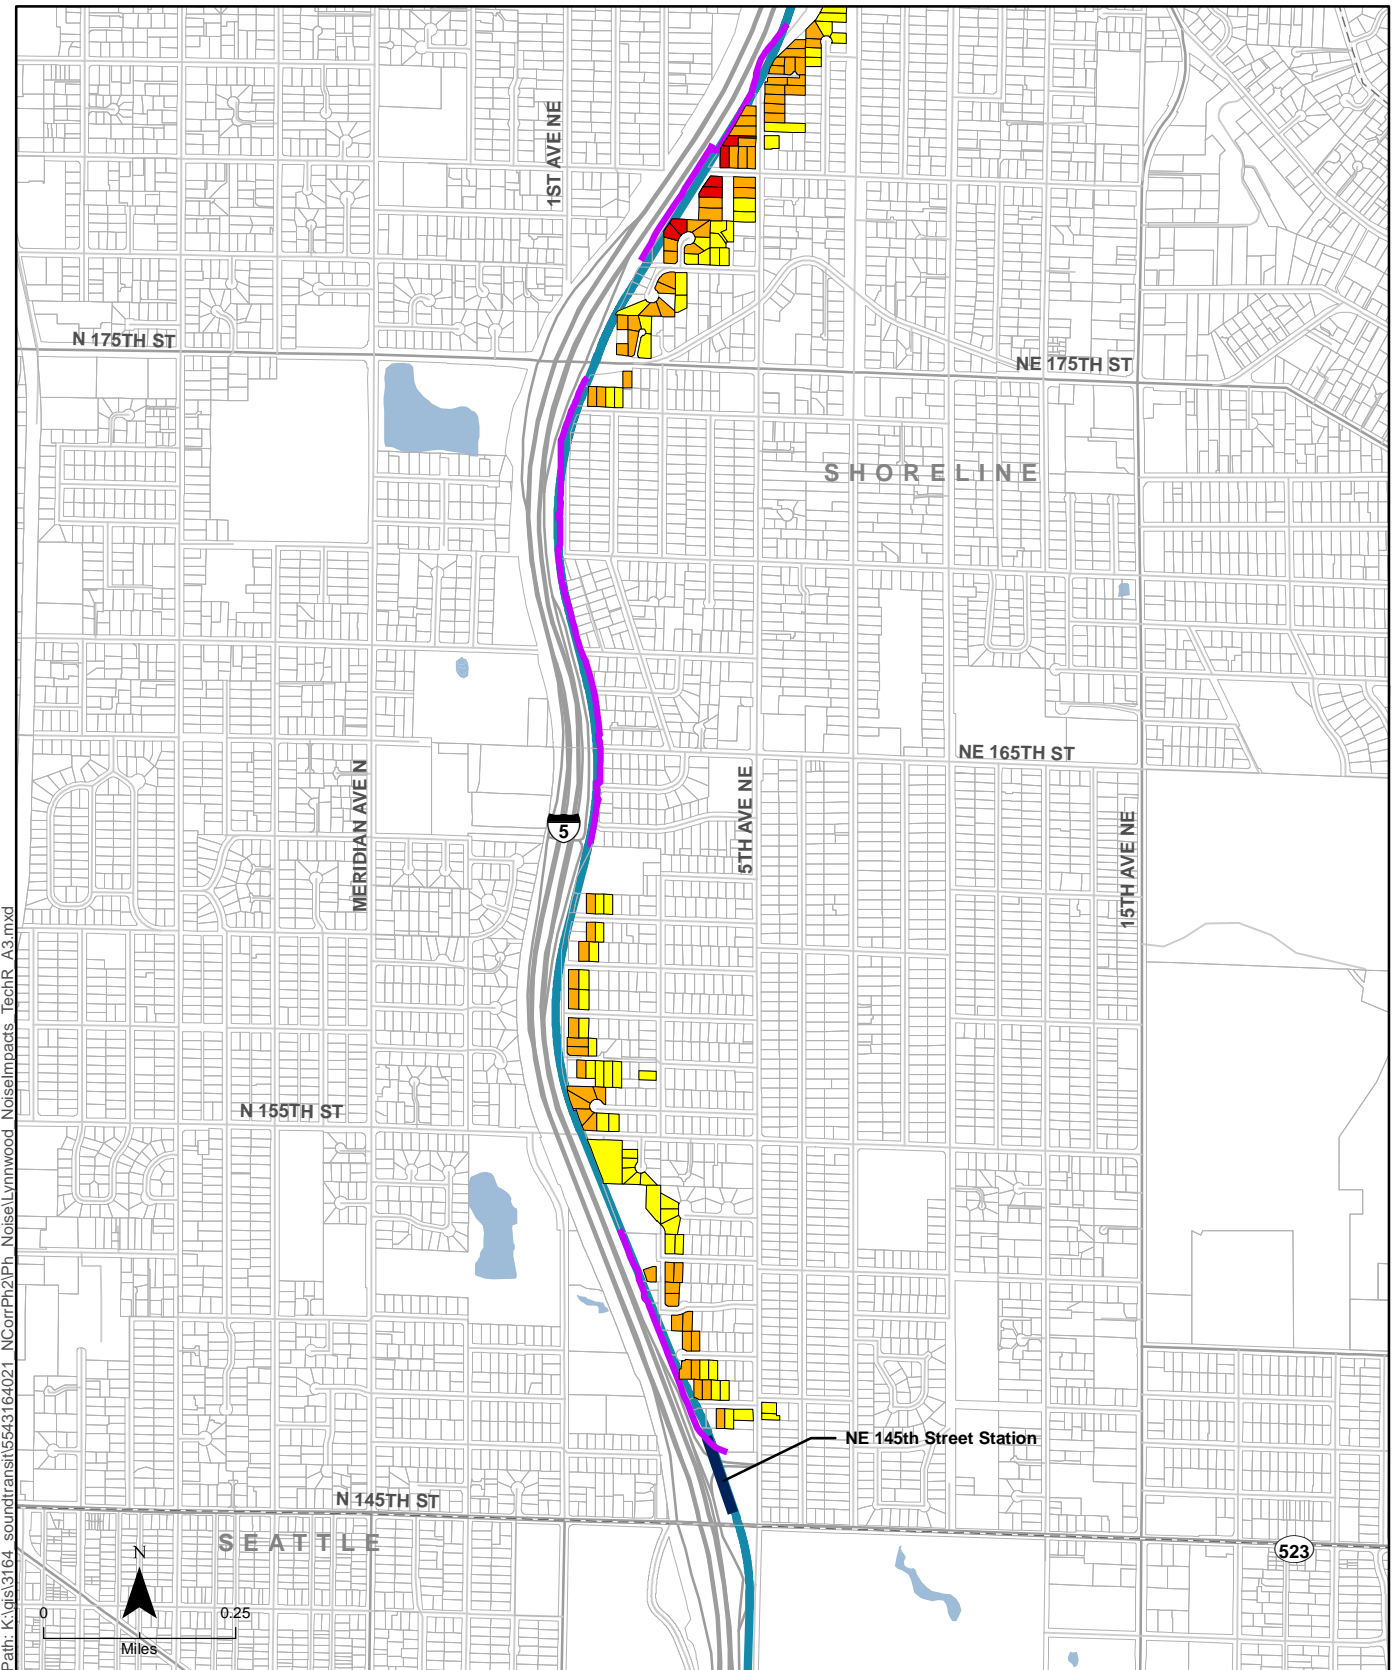 1ST AVE NE
N 175TH ST
NE 175TH ST
SHORELINE
NE 165TH ST
MERIDIAN AVE N
5TH AVE NE
15TH AVE NE
5
N 155TH ST
NE 145th Street Station
N 145TH ST
SEATTLE
523
N
0
0.25
Miles
Path: K:\gis\3164_soundtransit\5543164021_NCorrPh2\Ph_Noise\Lynnwood_NoiseImpacts_TechR_A3.mxd